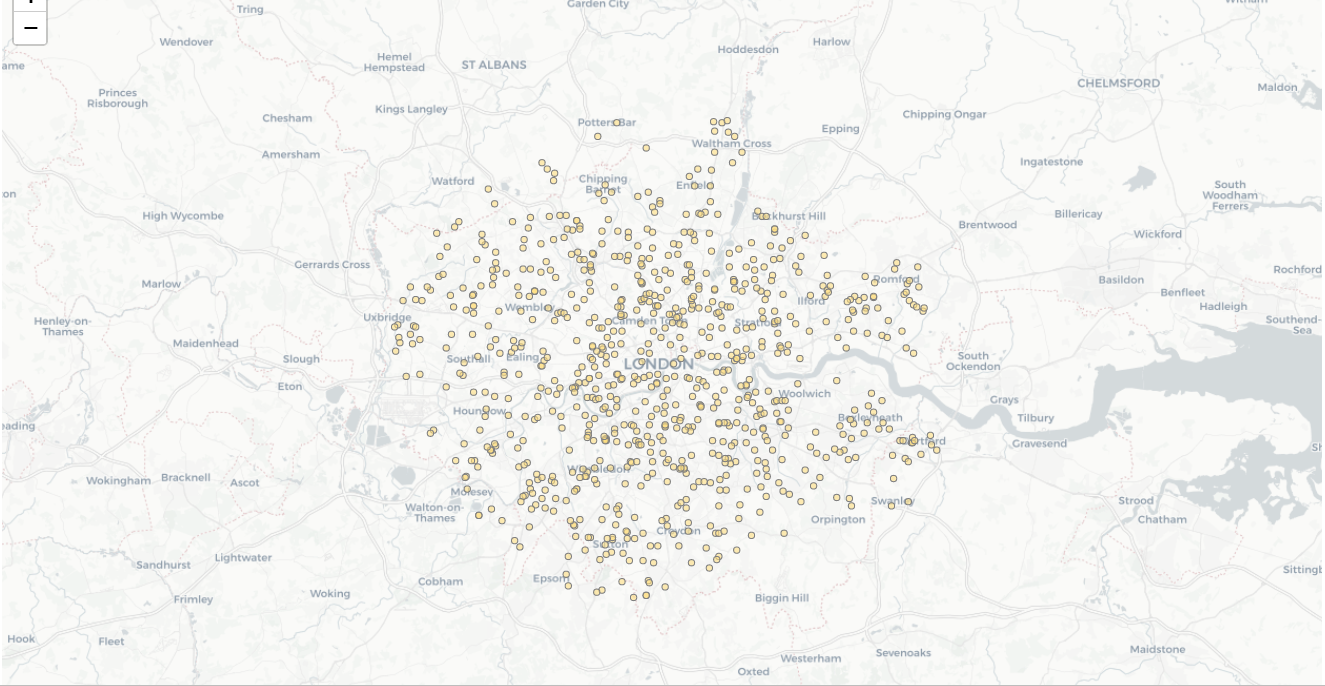 +
−
Tring
Garden City
Witham
Wendover
Hoddesdon
Harlow
Hemel
Hempstead
ST ALBANS
ame
CHELMSFORD
Maldon
Princes
Risborough
Kings Langley
Chesham
Chipping Ongar
Potters Bar
Epping
Waltham Cross
Amersham
Ingatestone
Watford
Chipping
Barnet
Enfield
South
Woodham
Ferrers
on
High Wycombe
Buckhurst Hill
Billericay
Brentwood
Wickford
Gerrards Cross
Rochford
Romford
Basildon
Marlow
Benfleet
Ilford
Hadleigh
Wembley
Uxbridge
Camden Town
Stratford
Henley-on-
Thames
Southend-
Sea
Maidenhead
Slough
Southall
Ealing
LONDON
South
Ockendon
Eton
Woolwich
Grays
Hounslow
Bexleyheath
Tilbury
eading
Dartford
Gravesend
Sh
Wimbledon
Wokingham
Bracknell
Ascot
Molesey
Swanley
Strood
Walton-on-
Thames
Orpington
Chatham
Croydon
Sutton
Lightwater
Sandhurst
Sittingb
Epsom
Cobham
Woking
Frimley
Biggin Hill
Hook
Fleet
Maidstone
Sevenoaks
Westerham
Oxted